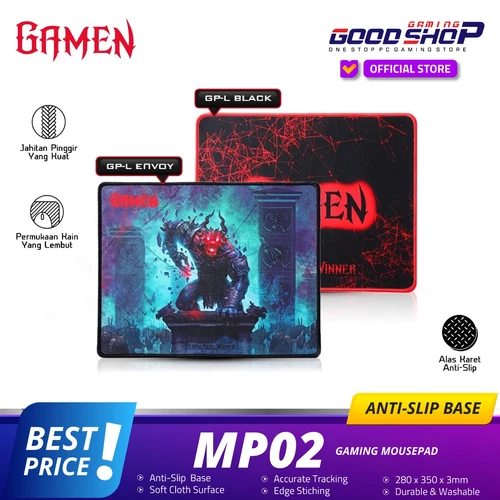 GAMEN
GAMING
GOODSHOP
ONE STOP PC GAMING STORE
OFFICIAL STORE
GP-L BLACK
Jahitan Pinggir
Yang Kuat
GP-L ENVOY
GAMEN
MEN
WINNER
Permukaan Kain
Yang Lembut
Alas Karet
Anti-Slip
ANTI-SLIP BASE
BEST
PRICE!
MP02
GAMING MOUSEPAD
• Anti-Slip Base
• Soft Cloth Surface
• Accurate Tracking
• Edge Stiching
• 280 x 350 x 3mm
• Durable & Washable